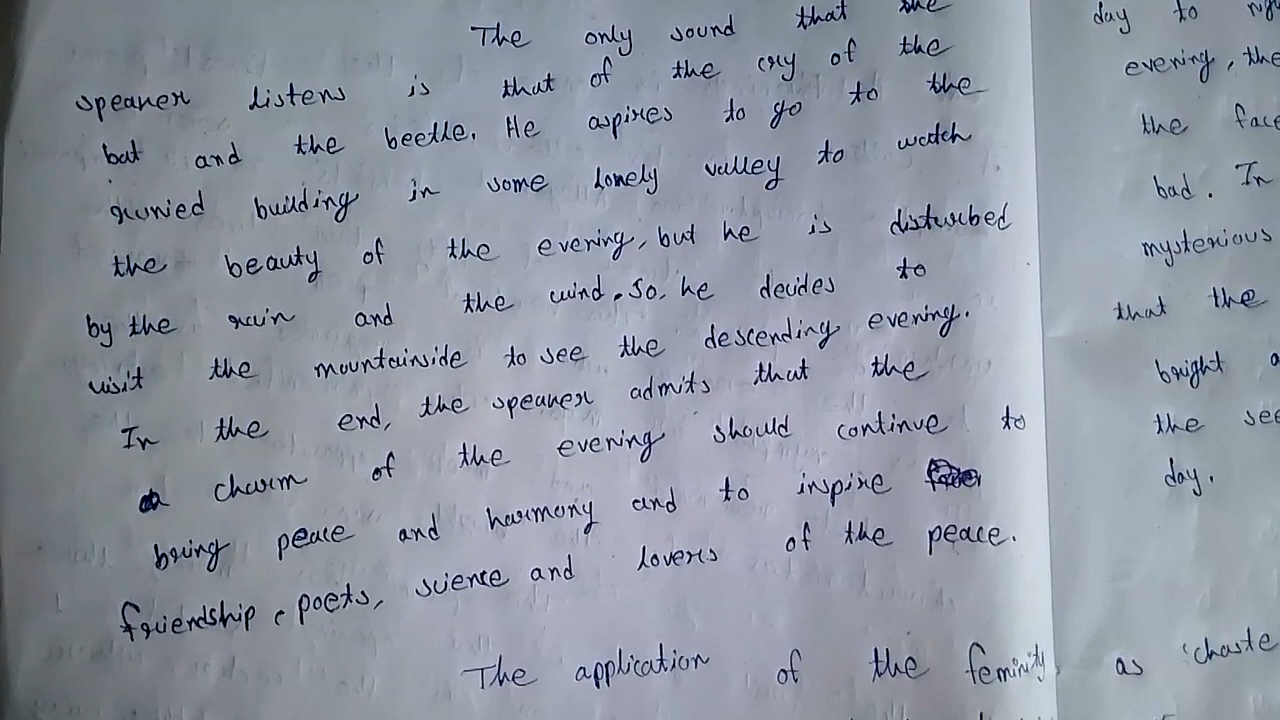 The only sound that the
speaker listens is that of the cry of the
bat and the beetle. He aspires to go to the
runied building in some lonely valley to watch
the beauty of the evening, but he is disturbed
by the rain and the wind. So, he decides to
visit the mountainside to see the descending evening.
In the end, the speaker admits that the
charm of the evening should continue to
bring peace and harmony and to inspire
friendship, poets, science and lovers of the peace.
The application of the feminity as 'chaste
day to
evening, the
the face
bad. In
mysterious
that the
bright a
the see
day.